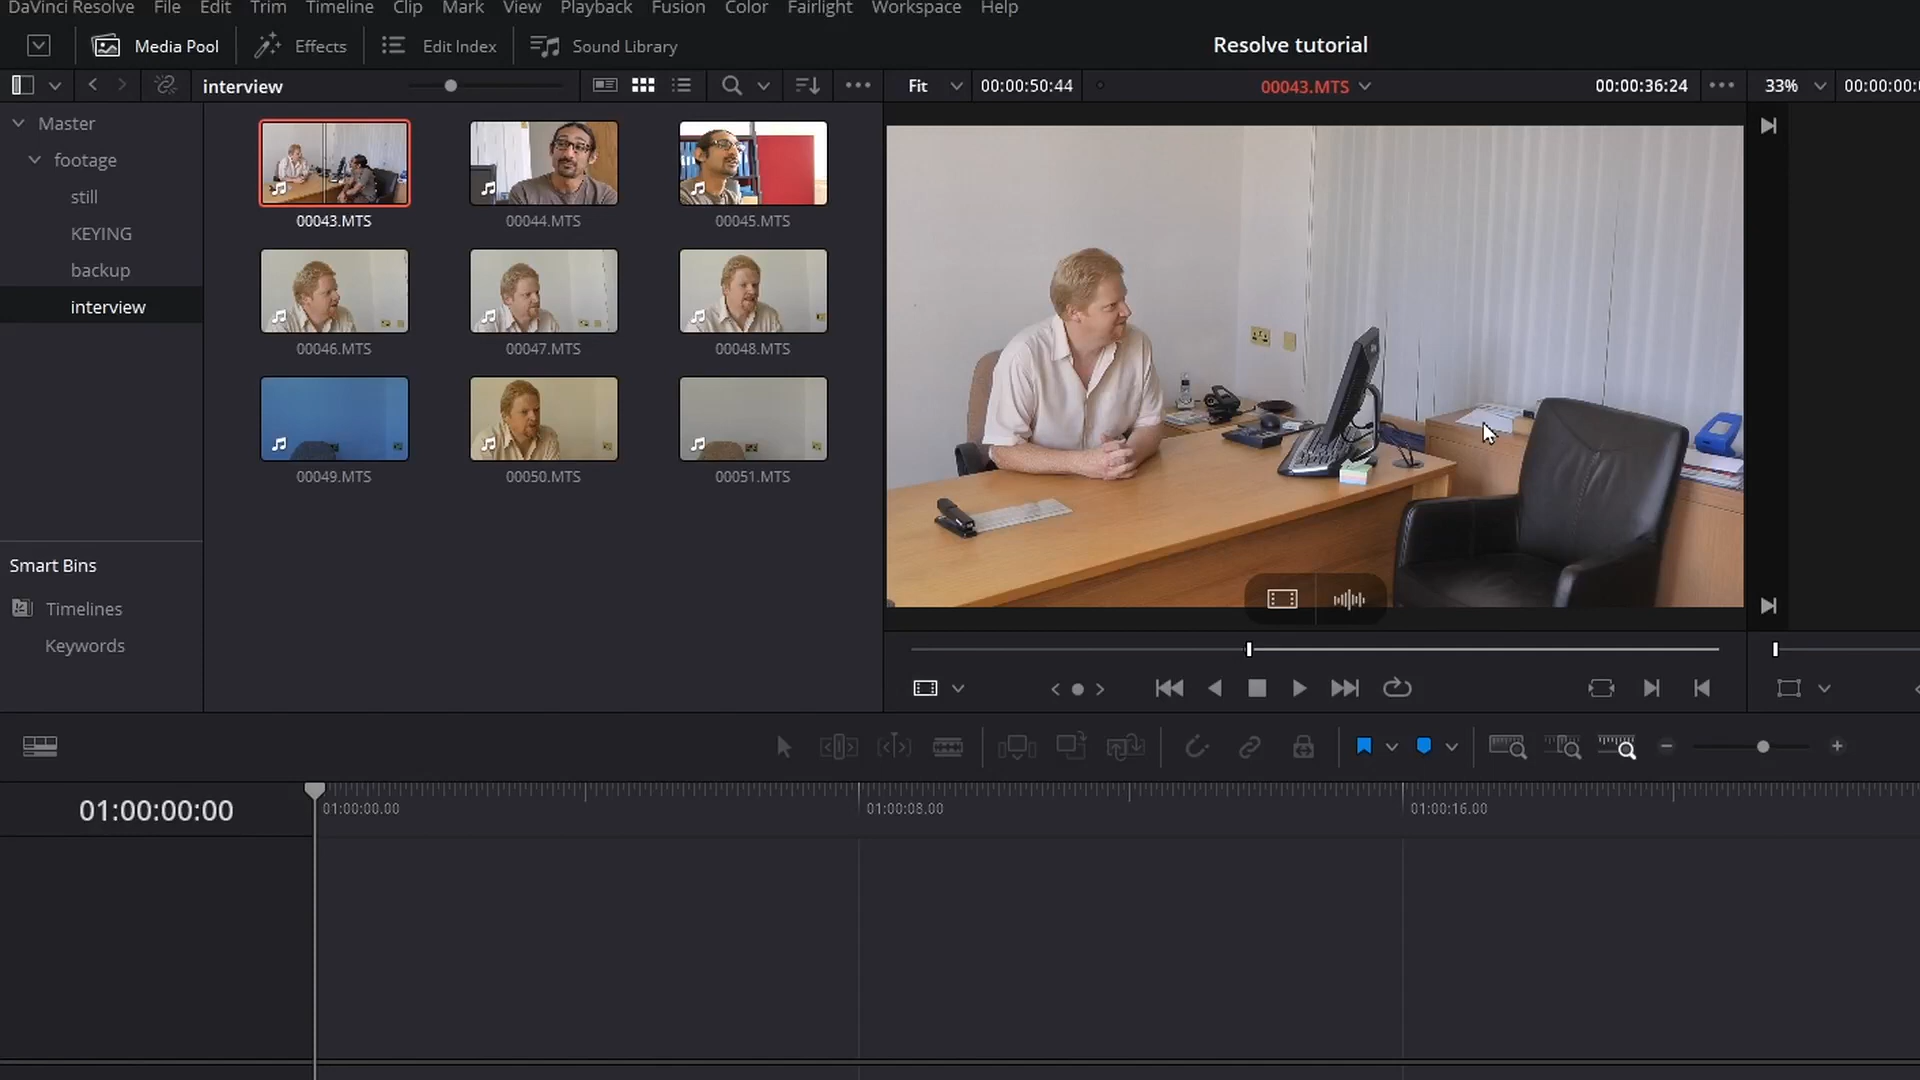 DaVinci Resolve File Edit Trim Timeline Clip Mark View Playback Fusion Color Fairlight Workspace Help
Media Pool Effects Edit Index Sound Library Resolve tutorial
interview Fit 00:00:50:44 00043.MTS 00:00:36:24 33%
Master
footage
still
KEYING
backup
interview
00043.MTS 00044.MTS 00045.MTS
00046.MTS 00047.MTS 00048.MTS
00049.MTS 00050.MTS 00051.MTS
Smart Bins
Timelines
Keywords
01:00:00:00 01:00:00.00 01:00:08.00 01:00:16.00